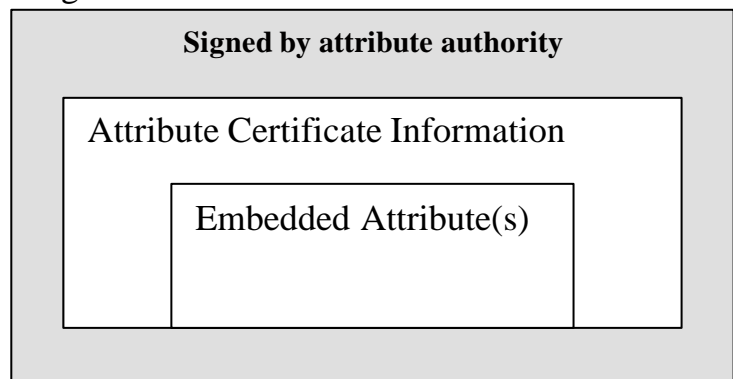 Signed by attribute authority
Attribute Certificate Information
Embedded Attribute(s)